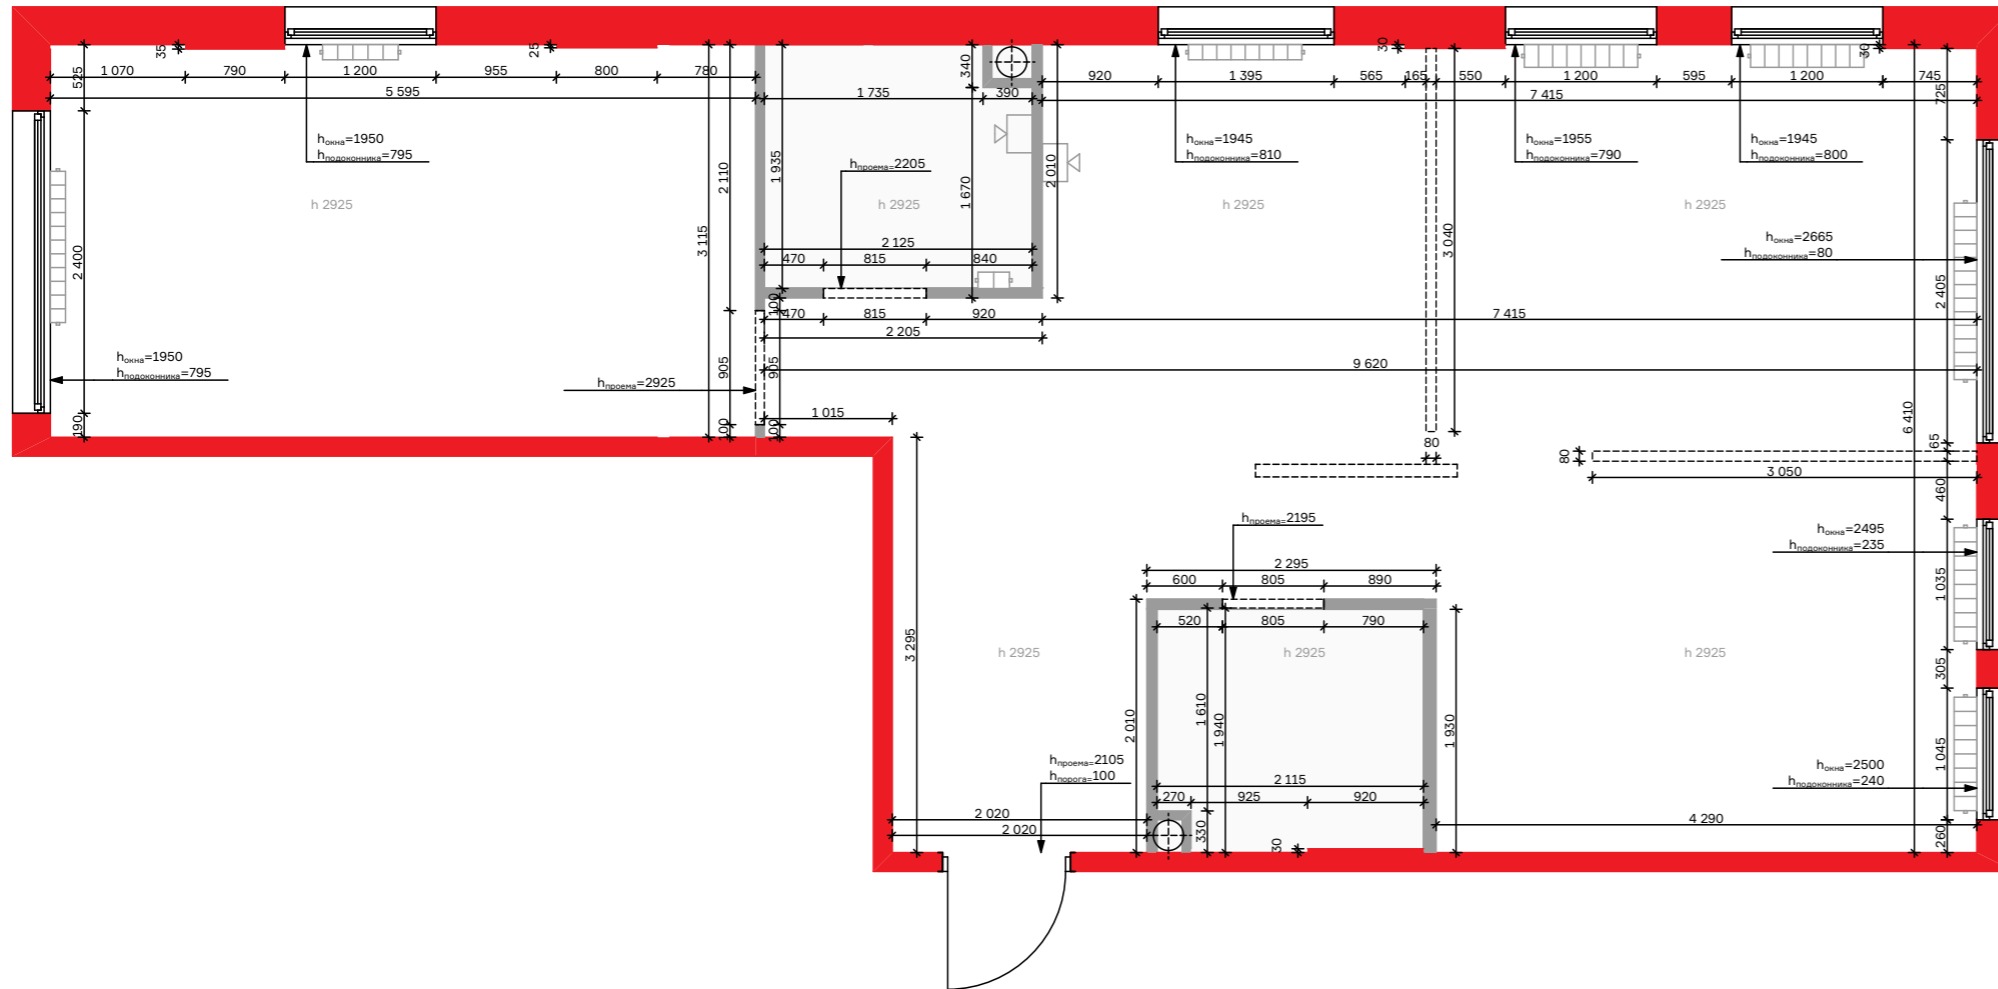 35
25
30
30
525
1 070
790
1 200
955
800
780
340
920
1 395
565
165
550
1 200
595
1 200
745
5 595
1 735
390
7 415
725
hокна=1950
hподоконника=795
hпроема=2205
hокна=1945
hподоконника=810
hокна=1955
hподоконника=790
hокна=1945
hподоконника=800
2 110
1 935
1 670
2 010
h 2925
h 2925
h 2925
h 2925
2 400
3 115
3 040
2 125
470
815
840
hокна=2665
hподоконника=80
2 405
100
470
815
920
7 415
2 205
hокна=1950
hподоконника=795
hпроема=2925
905
905
9 620
1 015
190
100
100
6 410
80
65
80
3 050
460
hпроема=2195
hокна=2495
hподоконника=235
2 295
600
805
890
1 035
520
805
790
3 295
h 2925
h 2925
h 2925
305
2 010
1 610
1 940
1 930
hпроема=2105
hпорога=100
hокна=2500
hподоконника=240
1 045
2 115
270
925
920
2 020
2 020
4 290
330
30
260